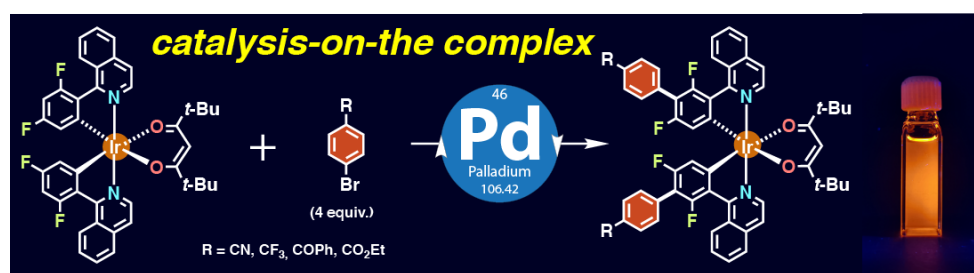 catalysis-on-the complex
F
N
t-Bu
F
O
Ir
F
O
t-Bu
N
F
+
R
Br
(4 equiv.)
R = CN, CF3, COPh, CO2Et
46
Pd
Palladium
106.42
R
F
N
t-Bu
F
O
Ir
F
O
t-Bu
R
F
N